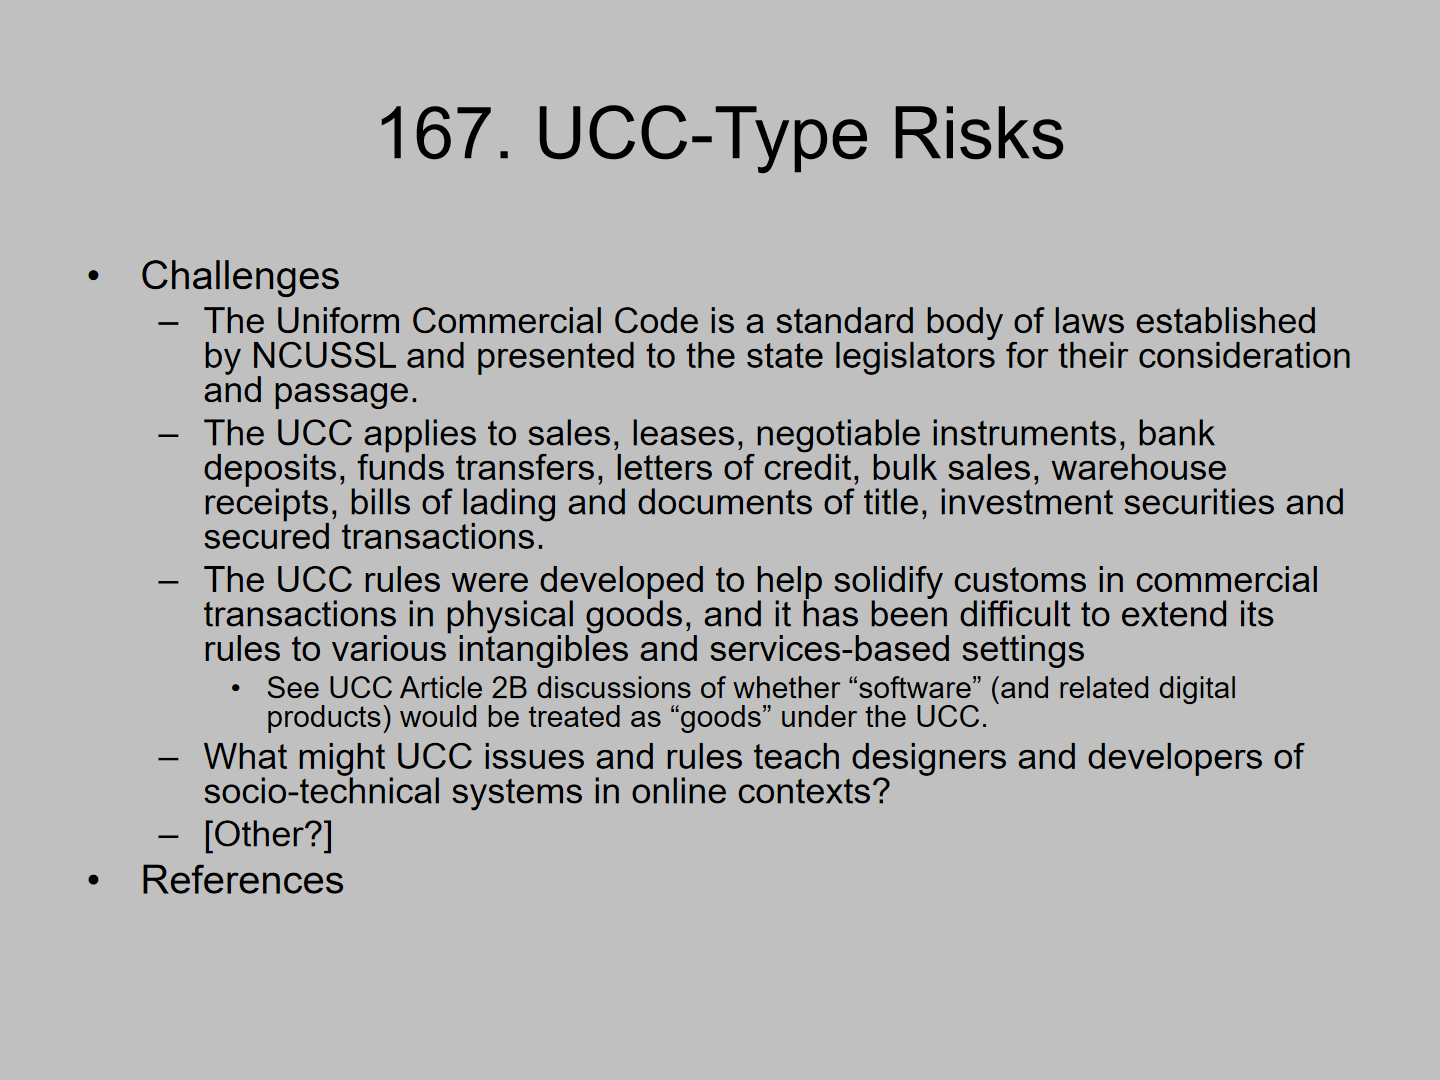 167. UCC-Type Risks
• Challenges
– The Uniform Commercial Code is a standard body of laws established
by NCUSSL and presented to the state legislators for their consideration
and passage.
– The UCC applies to sales, leases, negotiable instruments, bank
deposits, funds transfers, letters of credit, bulk sales, warehouse
receipts, bills of lading and documents of title, investment securities and
secured transactions.
– The UCC rules were developed to help solidify customs in commercial
transactions in physical goods, and it has been difficult to extend its
rules to various intangibles and services-based settings
• See UCC Article 2B discussions of whether “software” (and related digital
products) would be treated as “goods” under the UCC.
– What might UCC issues and rules teach designers and developers of
socio-technical systems in online contexts?
– [Other?]
• References